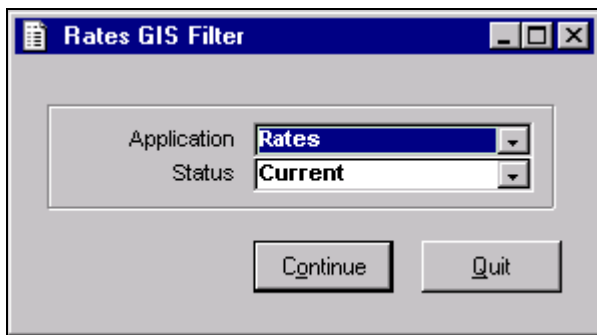 Rates GIS Filter
Application Rates
Status Current
Continue Quit